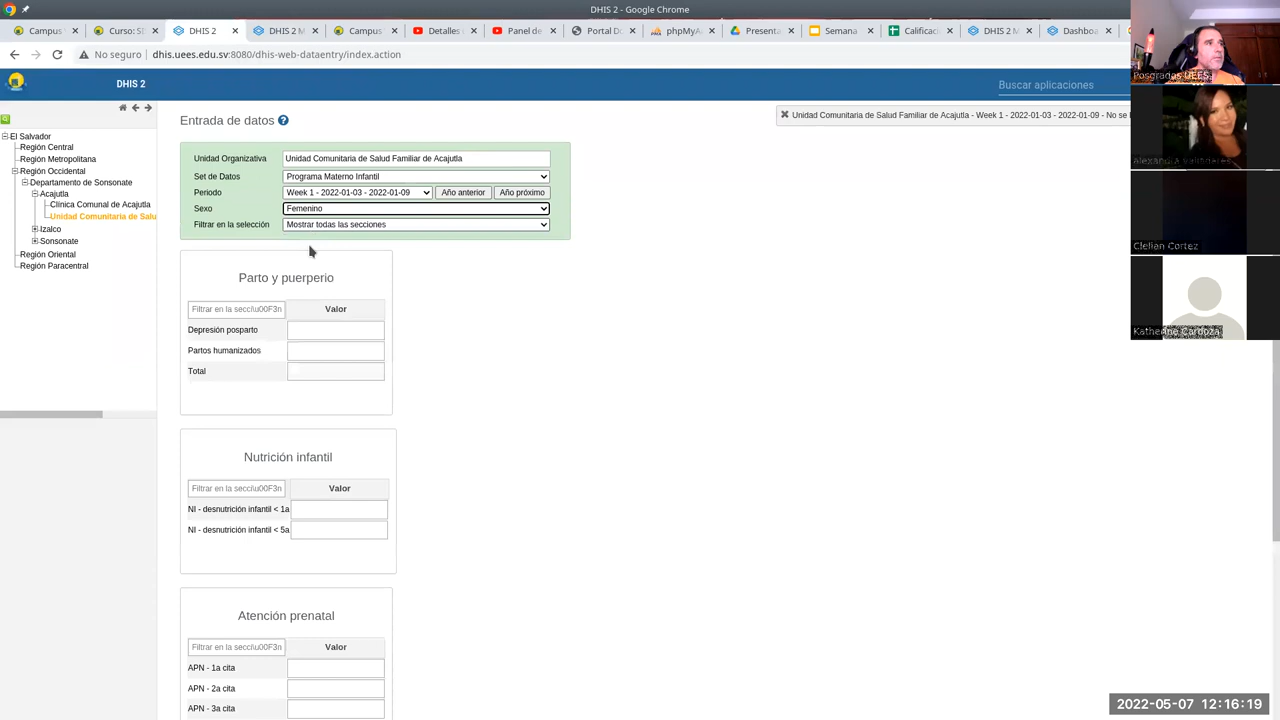 DHIS 2 - Google Chrome
Campus
Curso: S
DHIS 2
Curso
Campus
Detalles
Panel de
Portal Do
phpMyA
Presenta
Semana
Calificac
DHIS 2 M
Dashboa
No seguro
dhis.uees.edu.sv:8080/dhis-web-dataentry/index.action
DHIS 2
Buscar aplicaciones
El Salvador
Región Central
Región Metropolitana
Región Occidental
Departamento de Sonsonate
Acajutla
Clínica Comunal de Acajutla
Unidad Comunitaria de Salu
Izalco
Sonsonate
Región Oriental
Región Paracentral
Entrada de datos
Unidad Comunitaria de Salud Familiar de Acajutla - Week 1 - 2022-01-03 - 2022-01-09 - No se
Unidad Organizativa
Unidad Comunitaria de Salud Familiar de Acajutla
Set de Datos
Programa Materno Infantil
Periodo
Week 1 - 2022-01-03 - 2022-01-09
Año anterior
Año próximo
Sexo
Femenino
Filtrar en la selección
Mostrar todas las secciones
Parto y puerperio
Filtrar en la secci\u00F3n
Valor
Depresión posparto
Partos humanizados
Total
Nutrición infantil
Filtrar en la secci\u00F3n
Valor
NI - desnutrición infantil < 1a
NI - desnutrición infantil < 5a
Atención prenatal
Filtrar en la secci\u00F3n
Valor
APN - 1a cita
APN - 2a cita
APN - 3a cita
Posgrados UEES
alexandra valladares
Clelian Cortez
Katherine Cardoza
2022-05-07 12:16:19